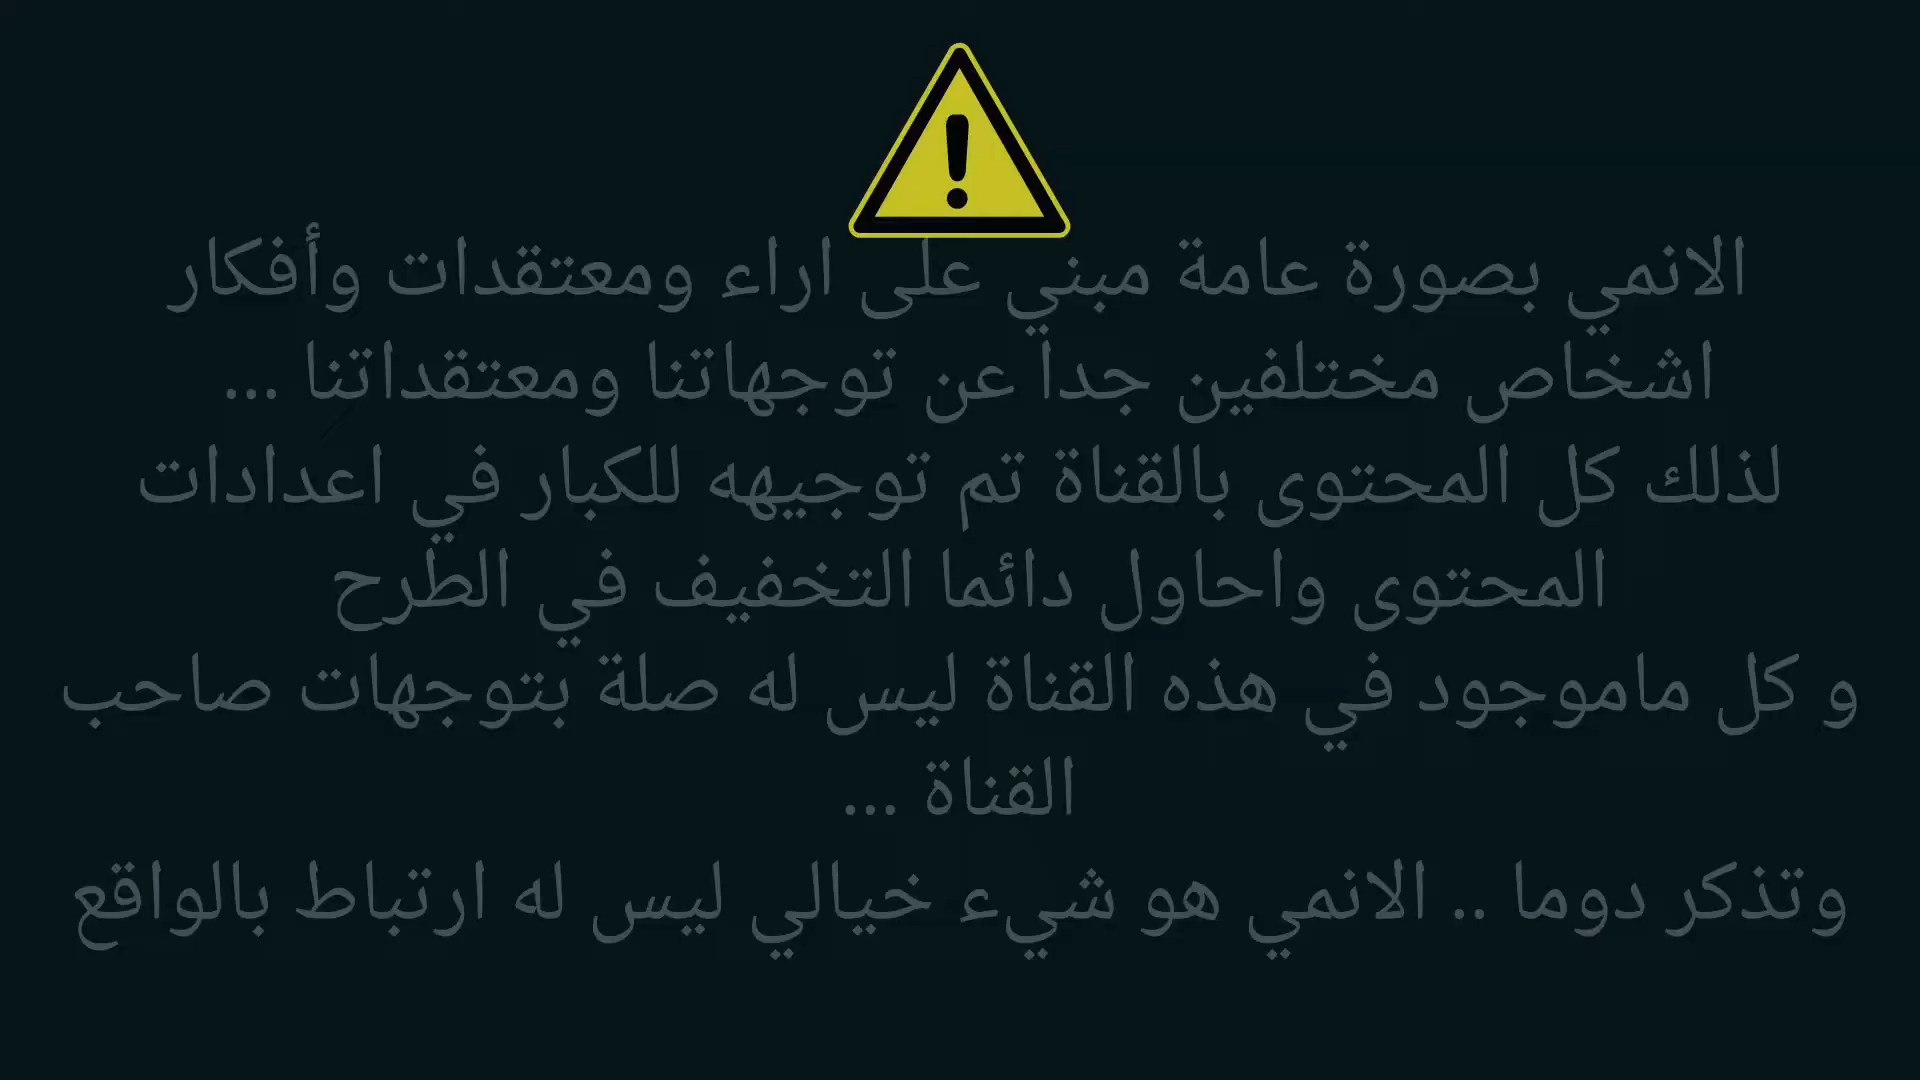 الانمي بصورة عامة مبني على اراء ومعتقدات وأفكار
اشخاص مختلفين جداً عن توجهاتنا ومعتقداتنا ...
لذلك كل المحتوى بالقناة تم توجيهه للكبار في اعدادات
المحتوى واحاول دائما التخفيف في الطرح
و كل ماموجود في هذه القناة ليس له صلة بتوجهات صاحب
القناة ...
وتذكر دوما .. الانمي هو شيء خيالي ليس له ارتباط بالواقع